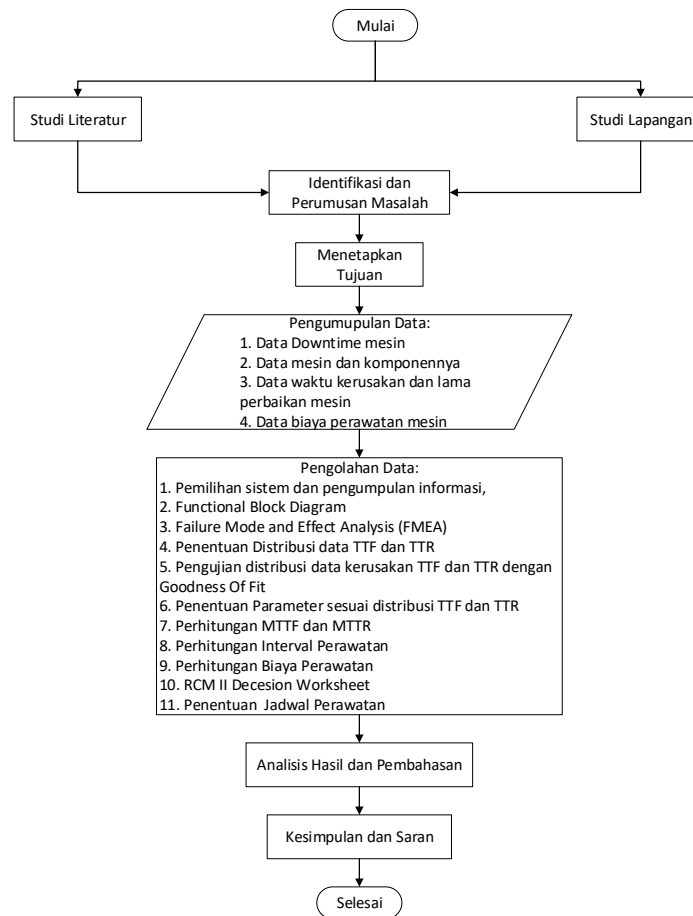 Mulai
Studi Literatur
Studi Lapangan
Identifikasi dan
Perumusan Masalah
Menetapkan
Tujuan
Pengumupulan Data:
1. Data Downtime mesin
2. Data mesin dan komponennya
3. Data waktu kerusakan dan lama
perbaikan mesin
4. Data biaya perawatan mesin
Pengolahan Data:
1. Pemilihan sistem dan pengumpulan informasi,
2. Functional Block Diagram
3. Failure Mode and Effect Analysis (FMEA)
4. Penentuan Distribusi data TTF dan TTR
5. Pengujian distribusi data kerusakan TTF dan TTR dengan
Goodness Of Fit
6. Penentuan Parameter sesuai distribusi TTF dan TTR
7. Perhitungan MTTF dan MTTR
8. Perhitungan Interval Perawatan
9. Perhitungan Biaya Perawatan
10. RCM II Decesion Worksheet
11. Penentuan Jadwal Perawatan
Analisis Hasil dan Pembahasan
Kesimpulan dan Saran
Selesai